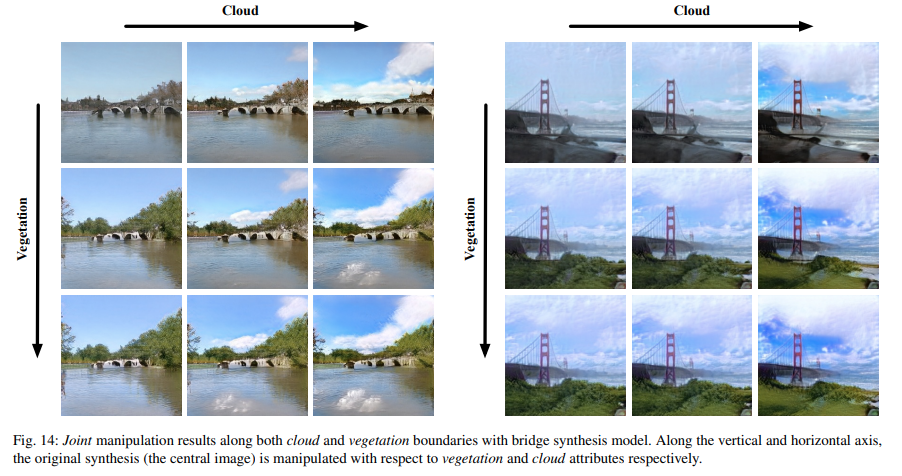 Cloud
Cloud
Vegetation
Vegetation
Fig. 14: Joint manipulation results along both cloud and vegetation boundaries with bridge synthesis model. Along the vertical and horizontal axis,
the original synthesis (the central image) is manipulated with respect to vegetation and cloud attributes respectively.